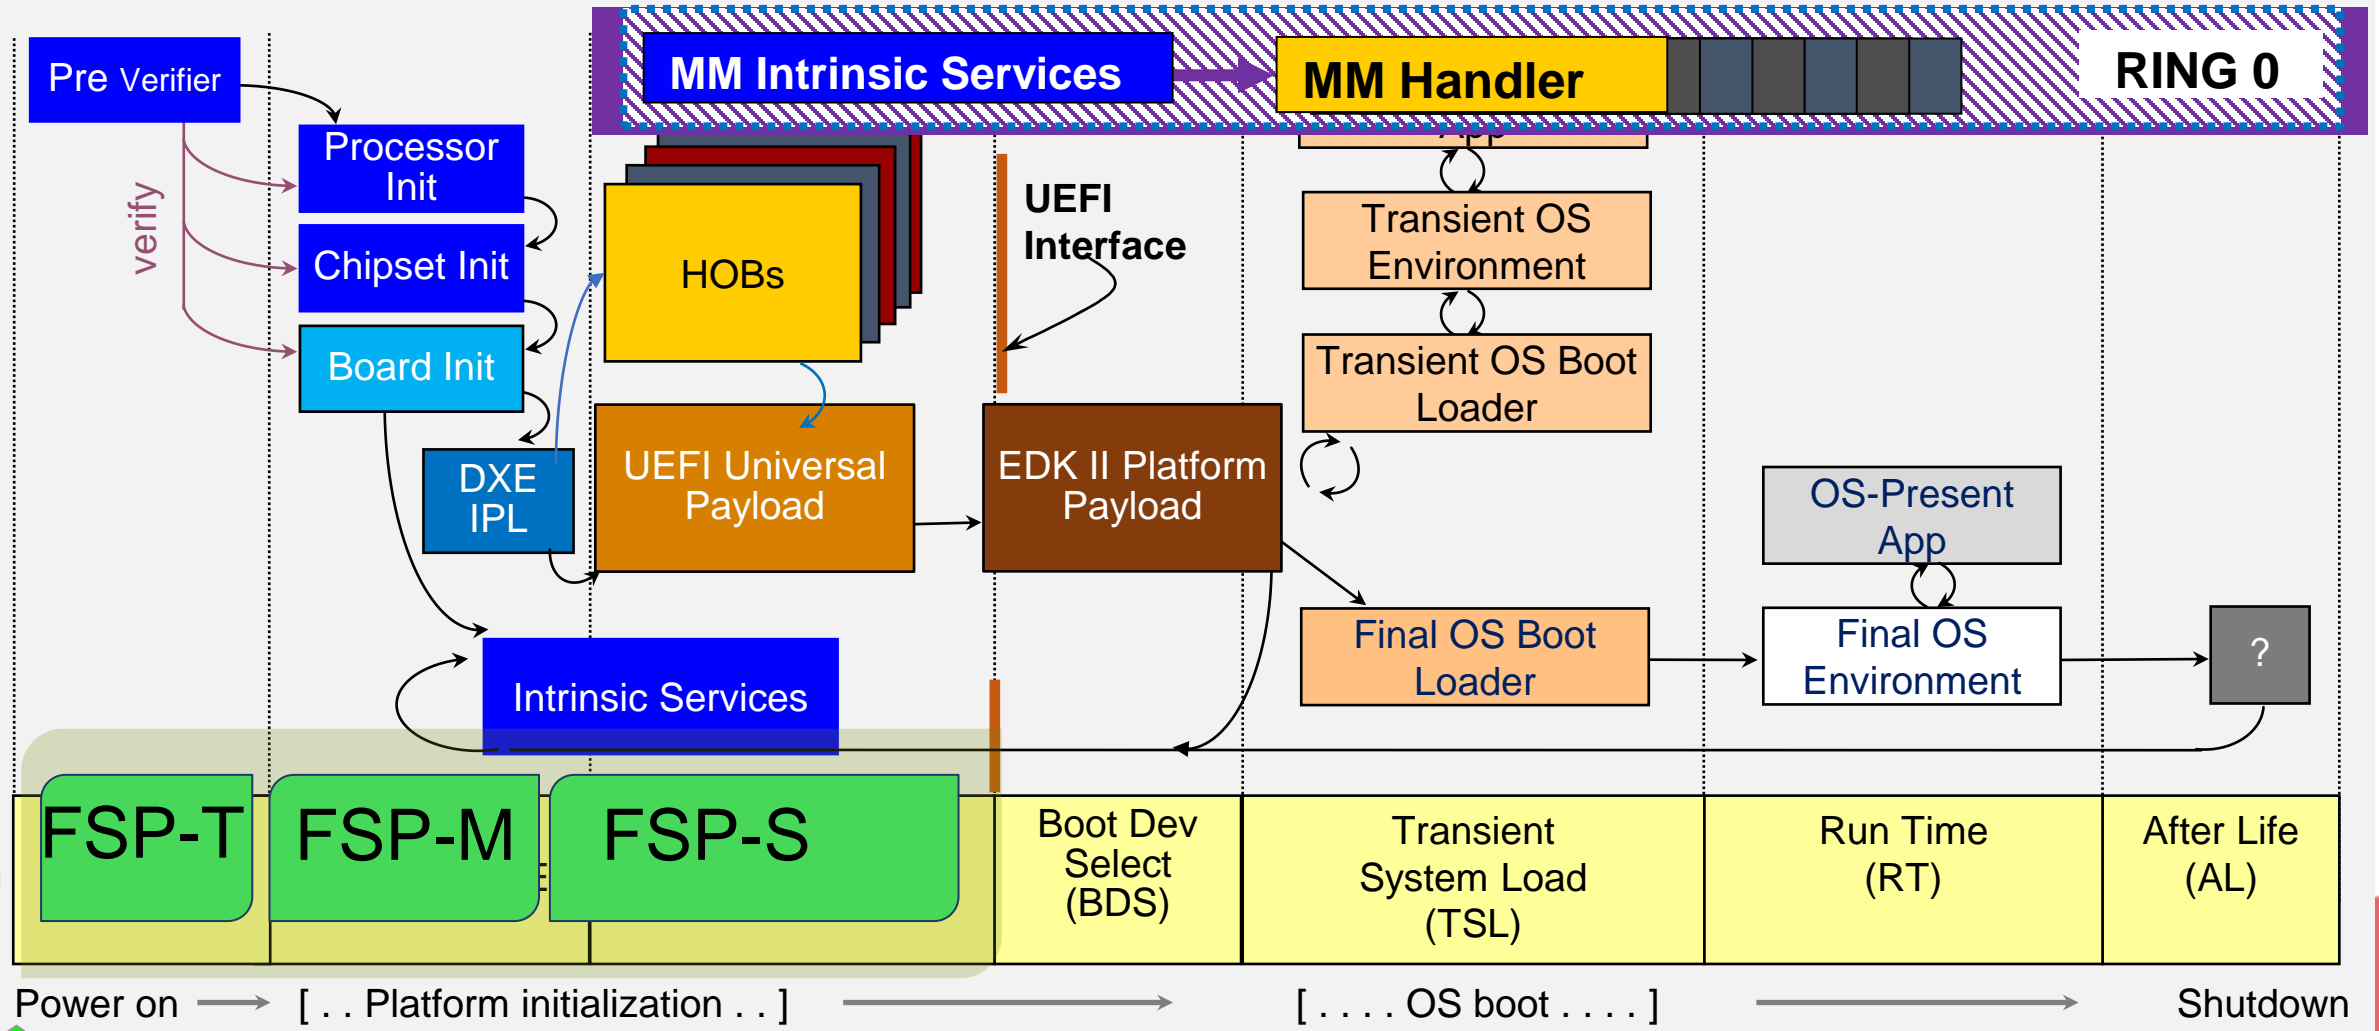 MM Intrinsic Services
MM Handler
RING 0
Pre Verifier
verify
Processor
Init
Chipset Init
Board Init
DXE
IPL
HOBs
UEFI Universal
Payload
UEFI
Interface
EDK II Platform
Payload
App
Transient OS
Environment
Transient OS Boot
Loader
OS-Present
App
Final OS Boot
Loader
Final OS
Environment
?
Intrinsic Services
FSP-T
FSP-M
FSP-S
Boot Dev
Select
(BDS)
Transient
System Load
(TSL)
Run Time
(RT)
After Life
(AL)
Power on
[ . . Platform initialization . . ]
[ . . . . OS boot . . . . ]
Shutdown